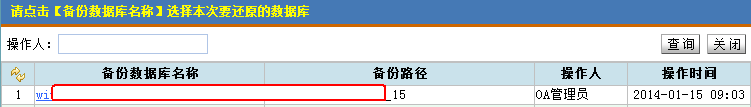 请点击【备份数据库名称】选择本次要还原的数据库
操作人： 查询 关闭
备份数据库名称 备份路径 操作人 操作时间
1 _15 OA管理员 2014-01-15 09:03